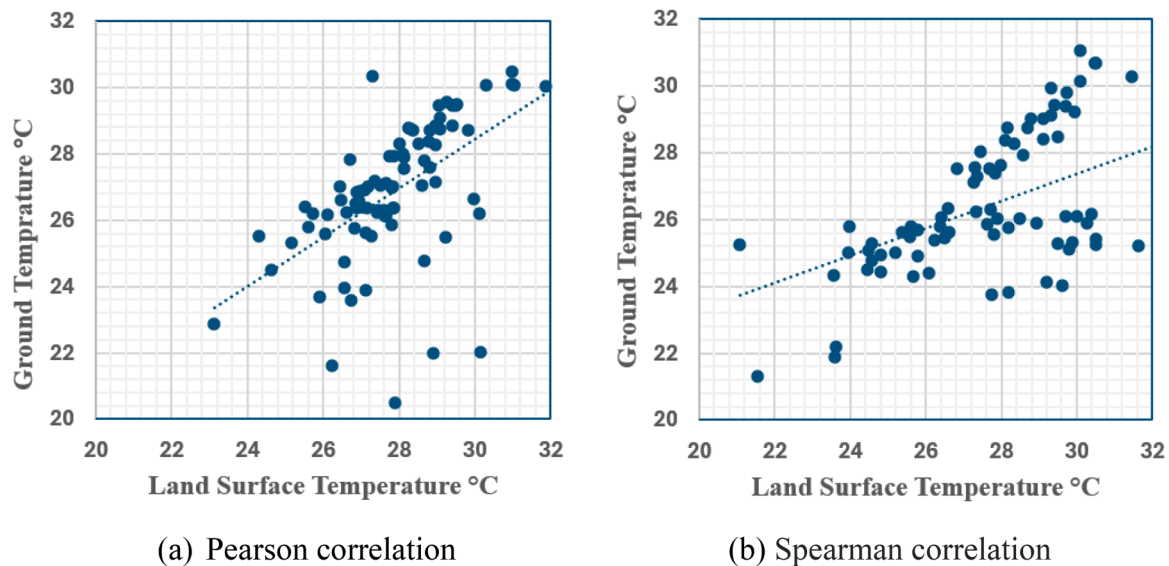 32
30
28
26
24
22
20
Ground Temprature °C
20 22 24 26 28 30 32
Land Surface Temperature °C
(a) Pearson correlation
32
30
28
26
24
22
20
Ground Temprature °C
20 22 24 26 28 30 32
Land Surface Temperature °C
(b) Spearman correlation